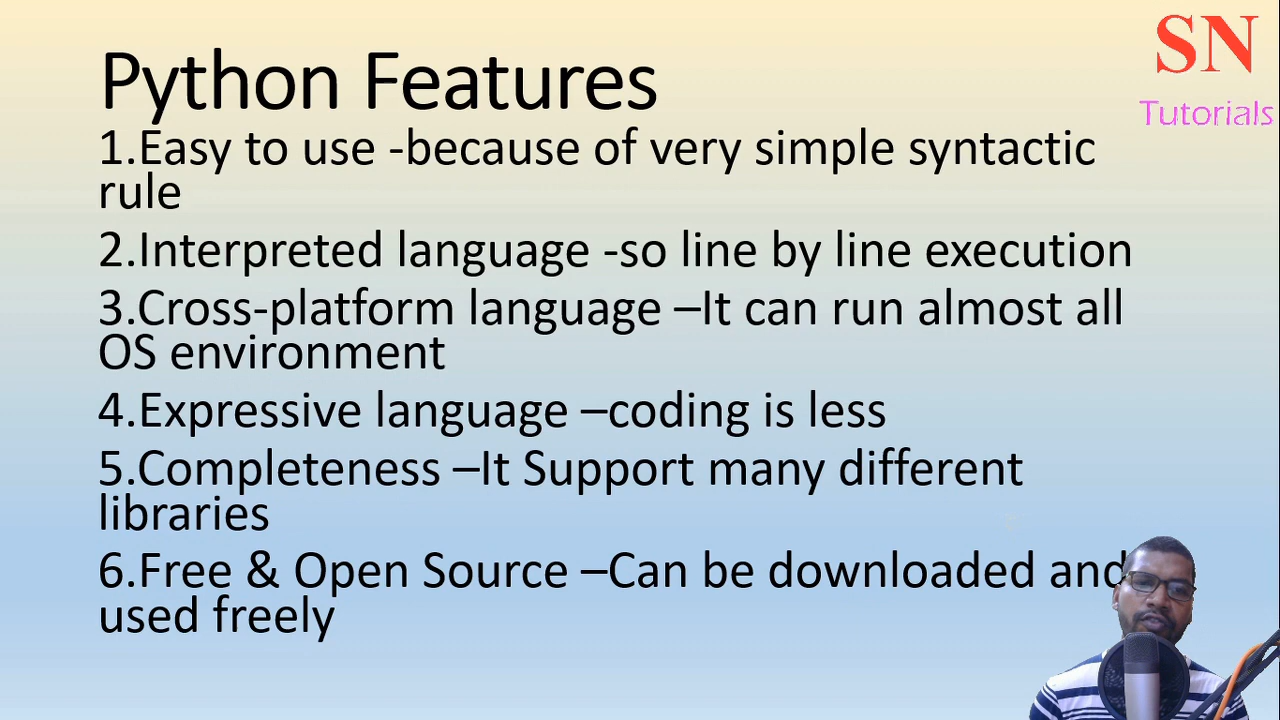 SN
Tutorials
Python Features
1.Easy to use -because of very simple syntactic
rule
2.Interpreted language -so line by line execution
3.Cross-platform language –It can run almost all
OS environment
4.Expressive language –coding is less
5.Completeness –It Support many different
libraries
6.Free & Open Source –Can be downloaded and
used freely